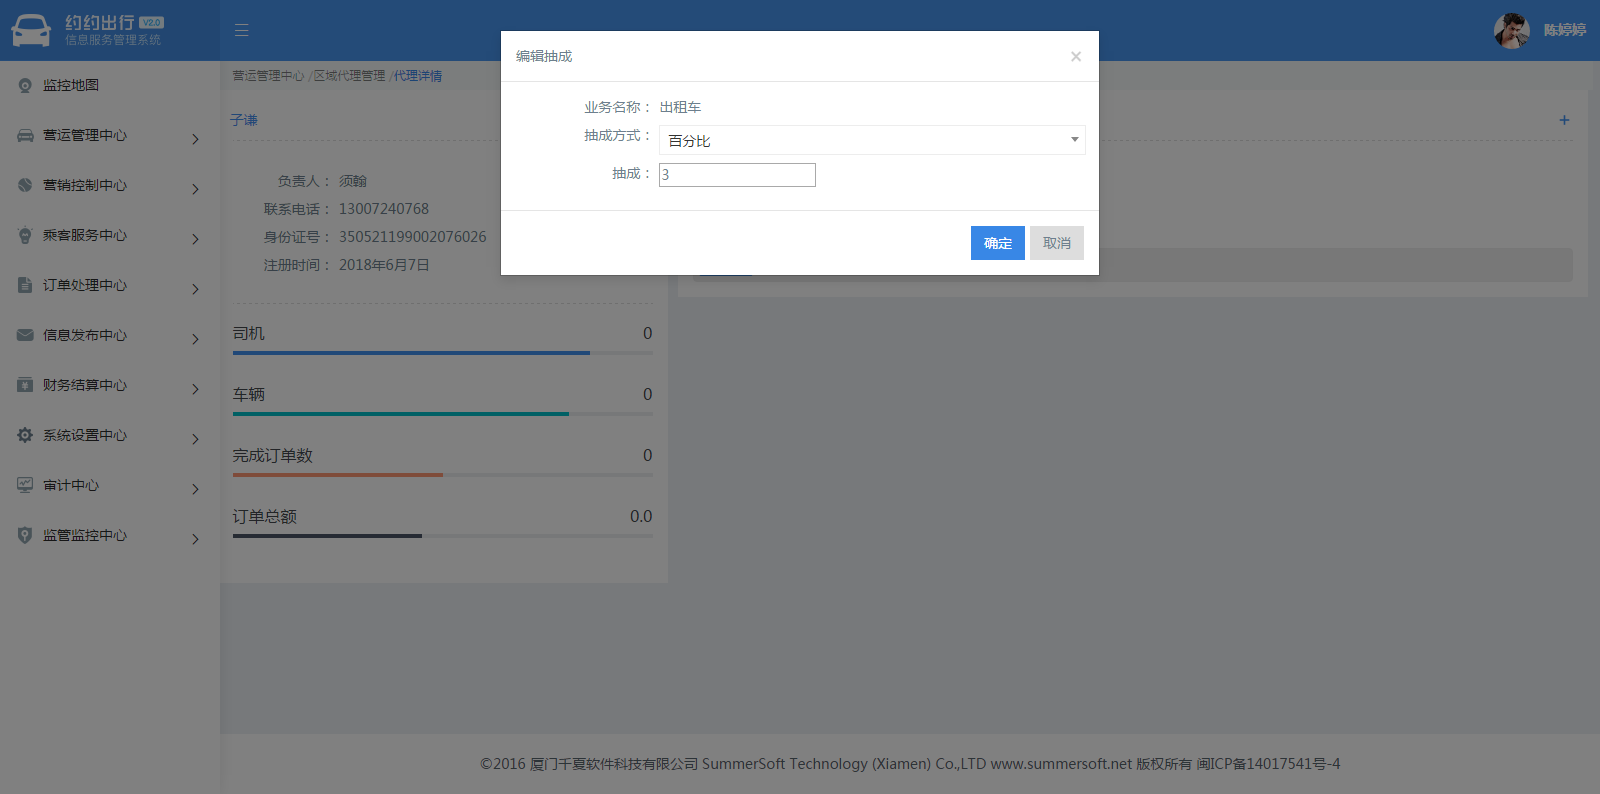 约约出行 V2.0
信息服务管理系统
陈婷婷
监控地图
营运管理中心
营销控制中心
乘客服务中心
订单处理中心
信息发布中心
财务结算中心
系统设置中心
审计中心
监管监控中心
营运管理中心 /区域代理管理 /代理详情
子谦
+
负责人： 须翰
联系电话： 13007240768
身份证号： 350521199002076026
注册时间： 2018年6月7日
司机 0
车辆 0
完成订单数 0
订单总额 0.0
编辑抽成 ×
业务名称： 出租车
抽成方式： 百分比
抽成： 3
确定 取消
©2016 厦门千夏软件科技有限公司 SummerSoft Technology (Xiamen) Co.,LTD www.summersoft.net 版权所有 闽ICP备14017541号-4